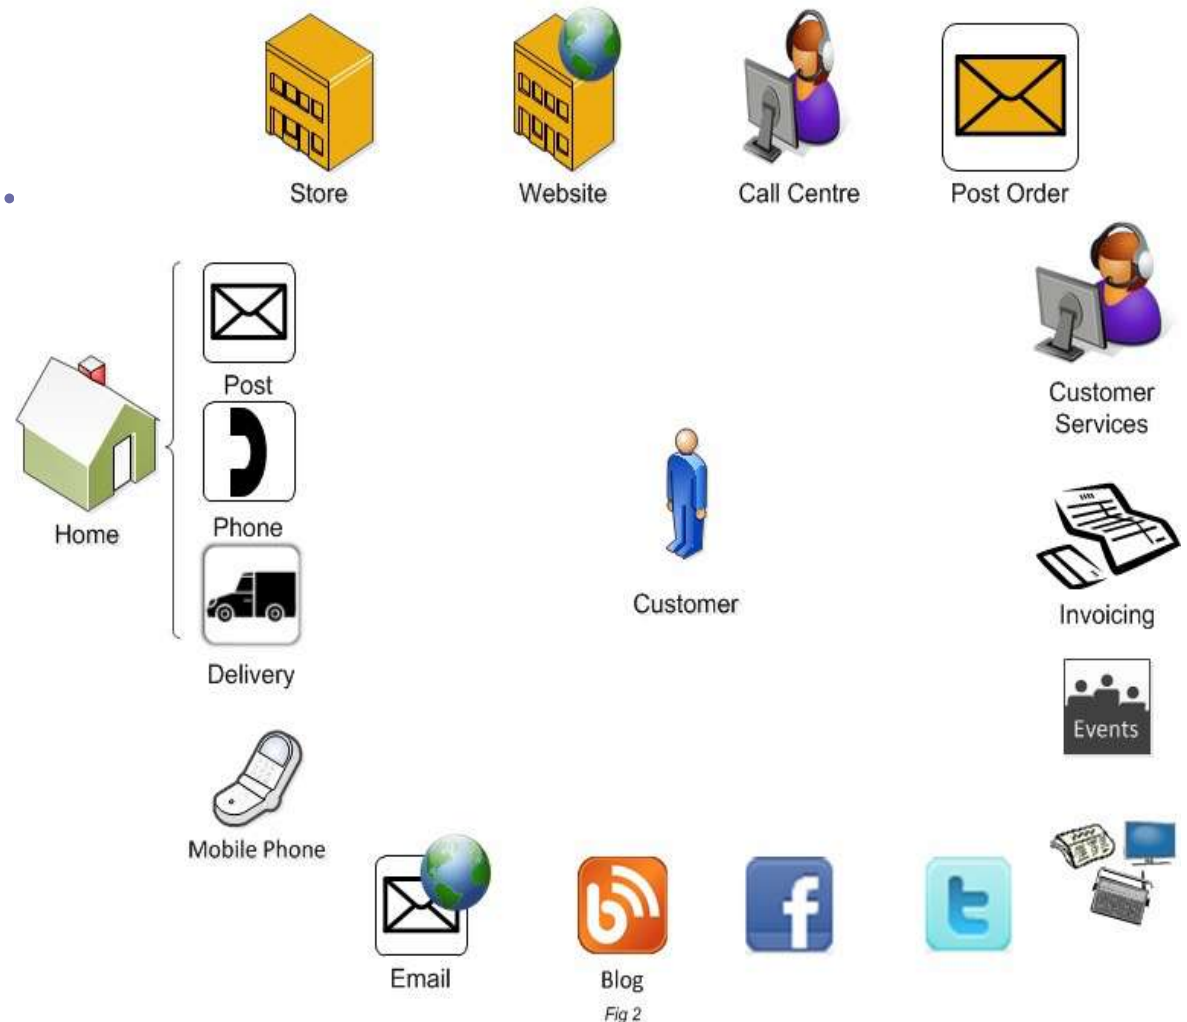 Store
Website
Call Centre
Post Order
Customer
Services
Post
Phone
Home
Delivery
Customer
Invoicing
Events
Mobile Phone
Email
Blog
f
t
Fig 2